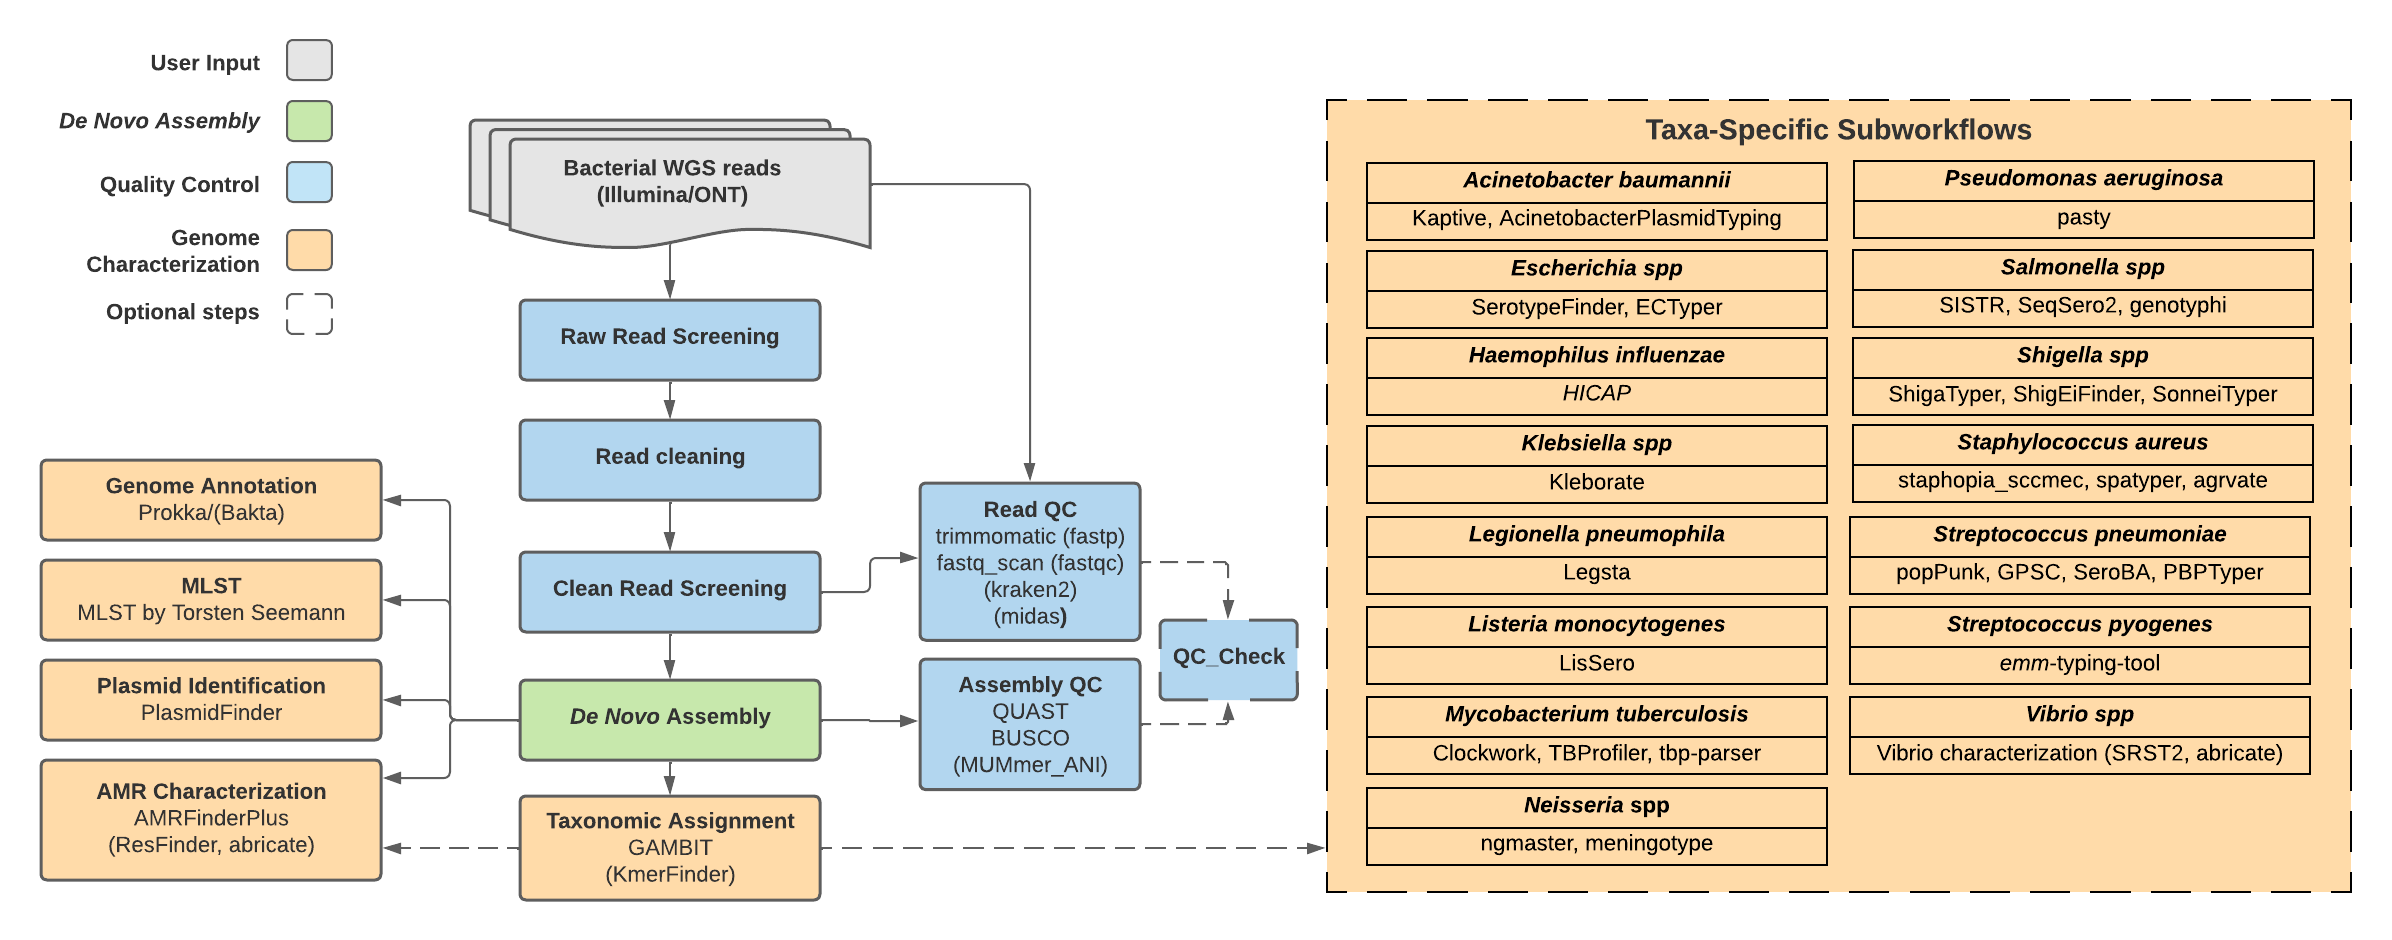 User Input
De Novo Assembly
Quality Control
Genome
Characterization
Optional steps
Bacterial WGS reads
(Illumina/ONT)
Raw Read Screening
Read cleaning
Clean Read Screening
De Novo Assembly
Taxonomic Assignment
GAMBIT
(KmerFinder)
Genome Annotation
Prokka/(Bakta)
MLST
MLST by Torsten Seemann
Plasmid Identification
PlasmidFinder
AMR Characterization
AMRFinderPlus
(ResFinder, abricate)
Read QC
trimmomatic (fastp)
fastq_scan (fastqc)
(kraken2)
(midas)
Assembly QC
QUAST
BUSCO
(MUMmer_ANI)
QC_Check
Taxa-Specific Subworkflows
Acinetobacter baumannii
Kaptive, AcinetobacterPlasmidTyping
Escherichia spp
SerotypeFinder, ECTyper
Haemophilus influenzae
HICAP
Klebsiella spp
Kleborate
Legionella pneumophila
Legsta
Listeria monocytogenes
LisSero
Mycobacterium tuberculosis
Clockwork, TBProfiler, tbp-parser
Neisseria spp
ngmaster, meningotype
Pseudomonas aeruginosa
pasty
Salmonella spp
SISTR, SeqSero2, genotyphi
Shigella spp
ShigaTyper, ShigEiFinder, SonneiTyper
Staphylococcus aureus
staphopia_sccmec, spatyper, agrvate
Streptococcus pneumoniae
popPunk, GPSC, SeroBA, PBPTyper
Streptococcus pyogenes
emm-typing-tool
Vibrio spp
Vibrio characterization (SRST2, abricate)